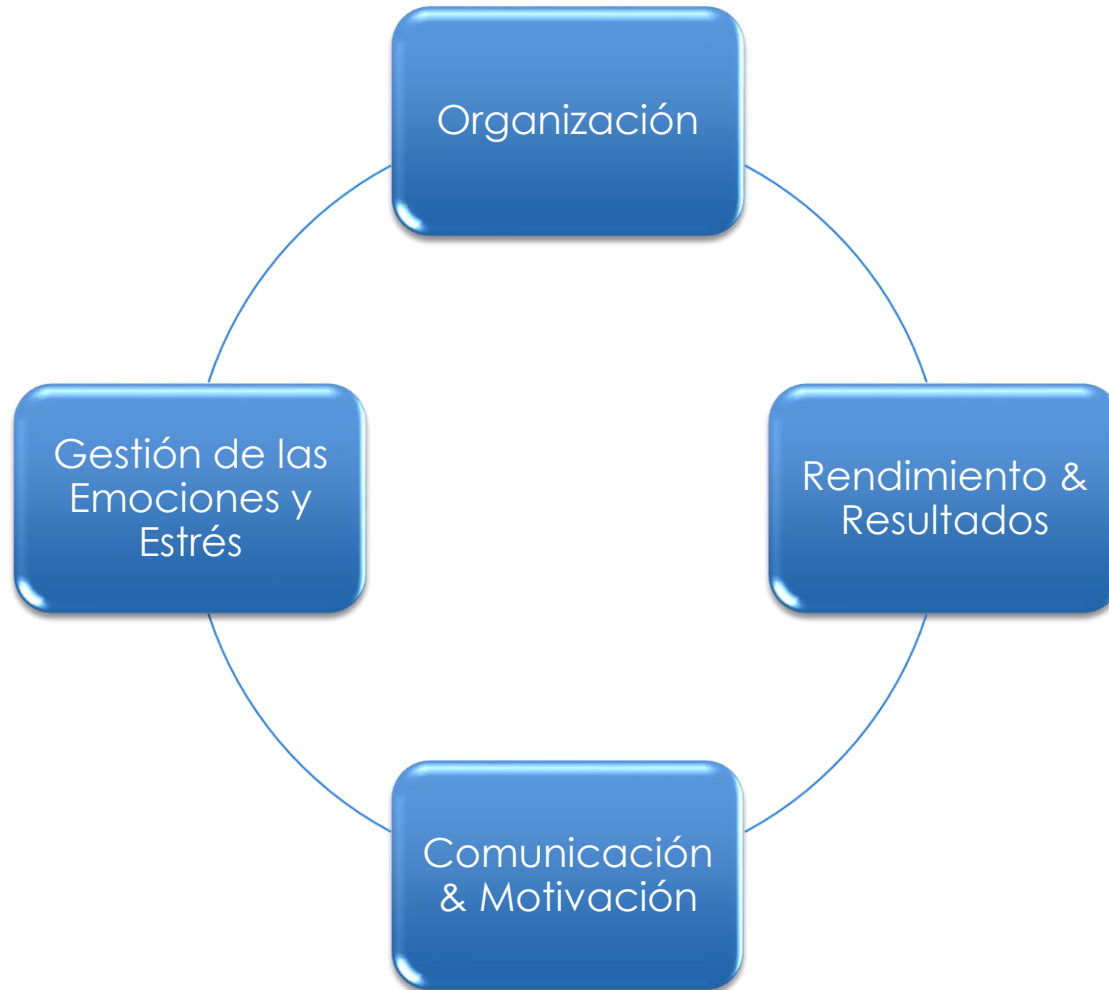 Organización
Gestión de las
Emociones y
Estrés
Rendimiento &
Resultados
Comunicación
& Motivación